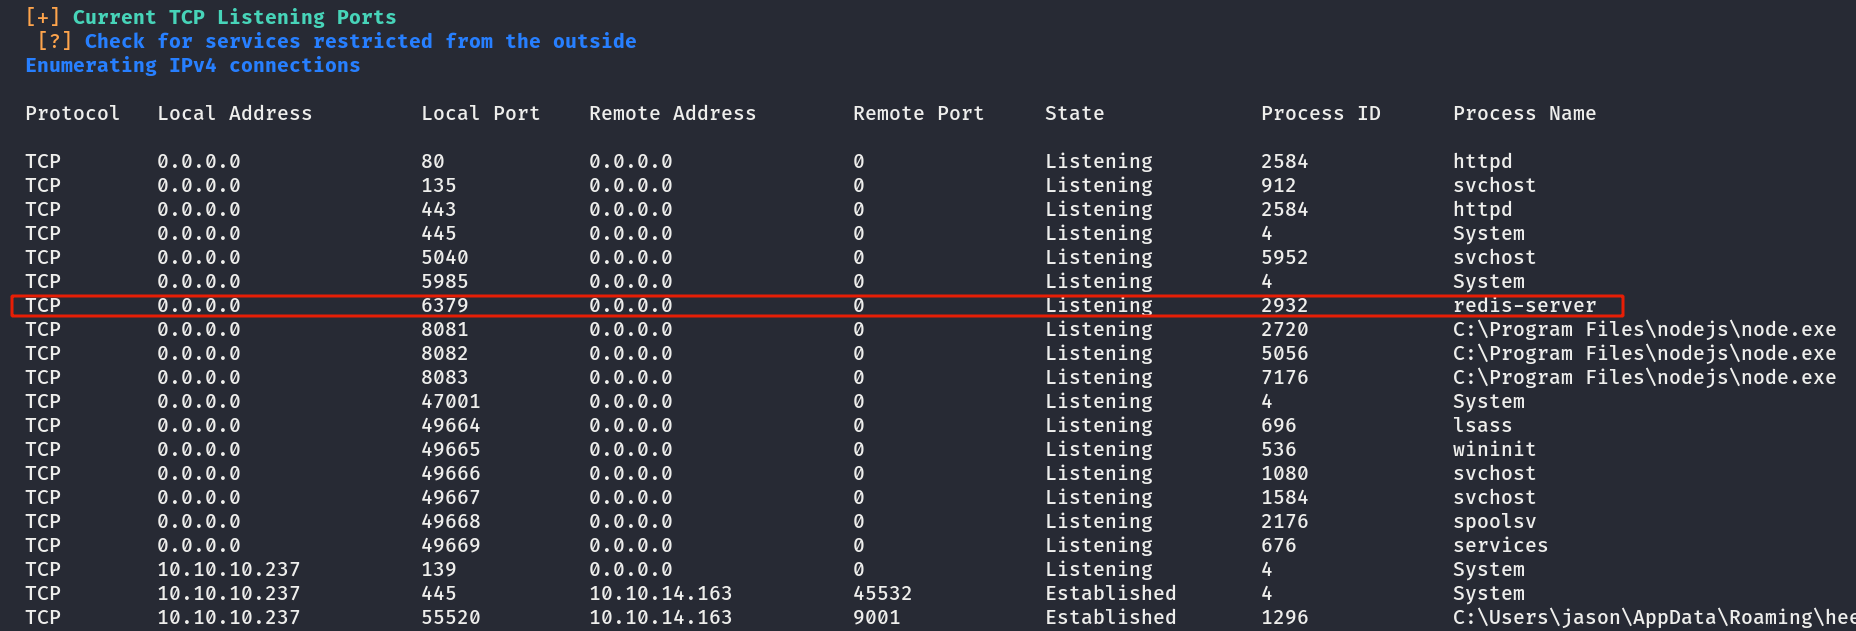 [+] Current TCP Listening Ports
[?] Check for services restricted from the outside
Enumerating IPv4 connections
Protocol Local Address Local Port Remote Address Remote Port State Process ID Process Name
TCP 0.0.0.0 80 0.0.0.0 0 Listening 2584 httpd
TCP 0.0.0.0 135 0.0.0.0 0 Listening 912 svchost
TCP 0.0.0.0 443 0.0.0.0 0 Listening 2584 httpd
TCP 0.0.0.0 445 0.0.0.0 0 Listening 4 System
TCP 0.0.0.0 5040 0.0.0.0 0 Listening 5952 svchost
TCP 0.0.0.0 5985 0.0.0.0 0 Listening 4 System
TCP 0.0.0.0 6379 0.0.0.0 0 Listening 2932 redis-server
TCP 0.0.0.0 8081 0.0.0.0 0 Listening 2720 C:\Program Files\nodejs\node.exe
TCP 0.0.0.0 8082 0.0.0.0 0 Listening 5056 C:\Program Files\nodejs\node.exe
TCP 0.0.0.0 8083 0.0.0.0 0 Listening 7176 C:\Program Files\nodejs\node.exe
TCP 0.0.0.0 47001 0.0.0.0 0 Listening 4 System
TCP 0.0.0.0 49664 0.0.0.0 0 Listening 696 lsass
TCP 0.0.0.0 49665 0.0.0.0 0 Listening 536 wininit
TCP 0.0.0.0 49666 0.0.0.0 0 Listening 1080 svchost
TCP 0.0.0.0 49667 0.0.0.0 0 Listening 1584 svchost
TCP 0.0.0.0 49668 0.0.0.0 0 Listening 2176 spoolsv
TCP 0.0.0.0 49669 0.0.0.0 0 Listening 676 services
TCP 10.10.10.237 139 0.0.0.0 0 Listening 4 System
TCP 10.10.10.237 445 10.10.14.163 45532 Established 4 System
TCP 10.10.10.237 55520 10.10.14.163 9001 Established 1296 C:\Users\jason\AppData\Roaming\hee